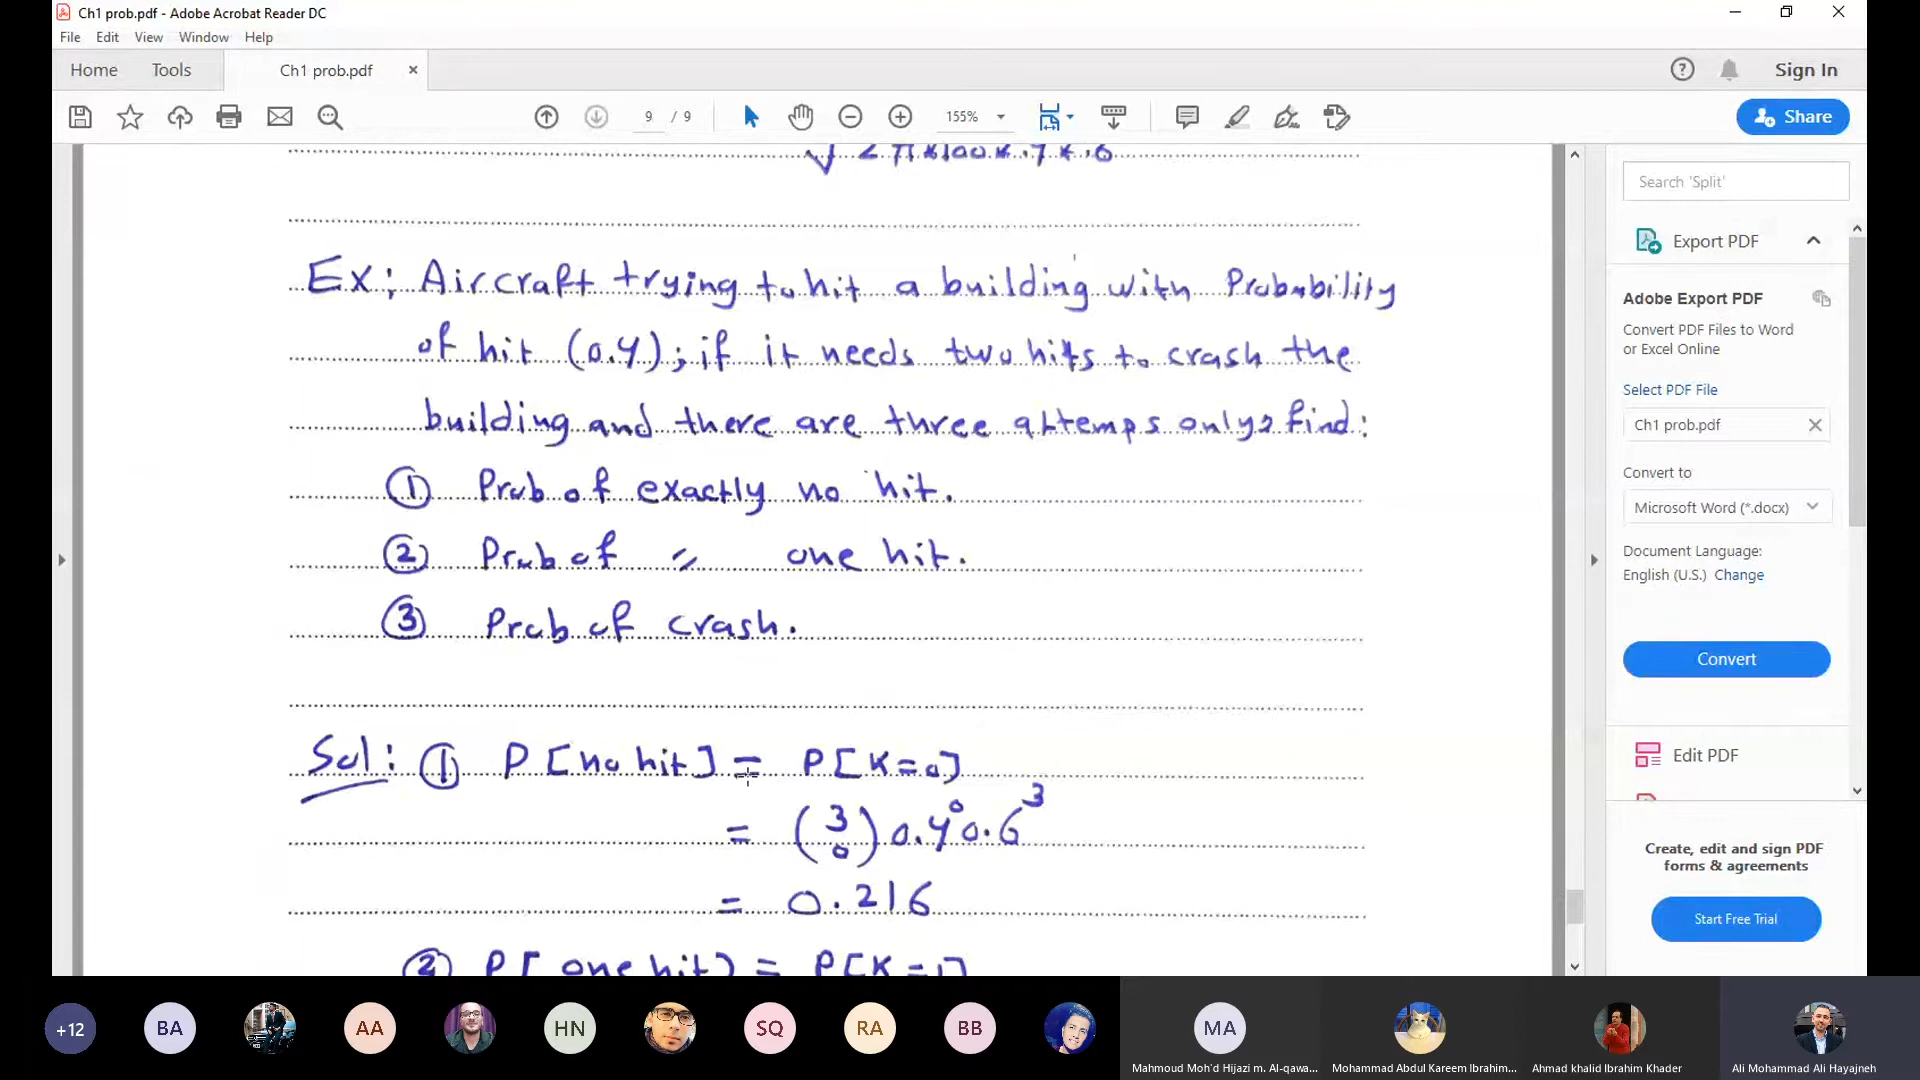 Ch1 prob.pdf - Adobe Acrobat Reader DC
File Edit View Window Help
Home Tools Ch1 prob.pdf × Sign In
9 / 9 155% Share
Ex: Aircraft trying to hit a building with Probability
of hit (0.4); if it needs two hits to crash the
building and there are three attemps only, find:
① Prob of exactly no hit.
② Prob of 〃 one hit.
③ Prob of crash.
Sol: ① P [no hit] = P[K=0]
= (3 0) 0.4⁰ 0.6³
= 0.216
② P[ one hit] = P[K=1]
Search 'Split'
Export PDF
Adobe Export PDF
Convert PDF Files to Word
or Excel Online
Select PDF File
Ch1 prob.pdf
Convert to
Microsoft Word (*.docx)
Document Language:
English (U.S.) Change
Convert
Edit PDF
Create, edit and sign PDF
forms & agreements
Start Free Trial
+12 BA AA HN SQ RA BB MA
Mahmoud Moh'd Hijazi m. Al-qawa... Mohammad Abdul Kareem Ibrahim... Ahmad khalid Ibrahim Khader Ali Mohammad Ali Hayajneh